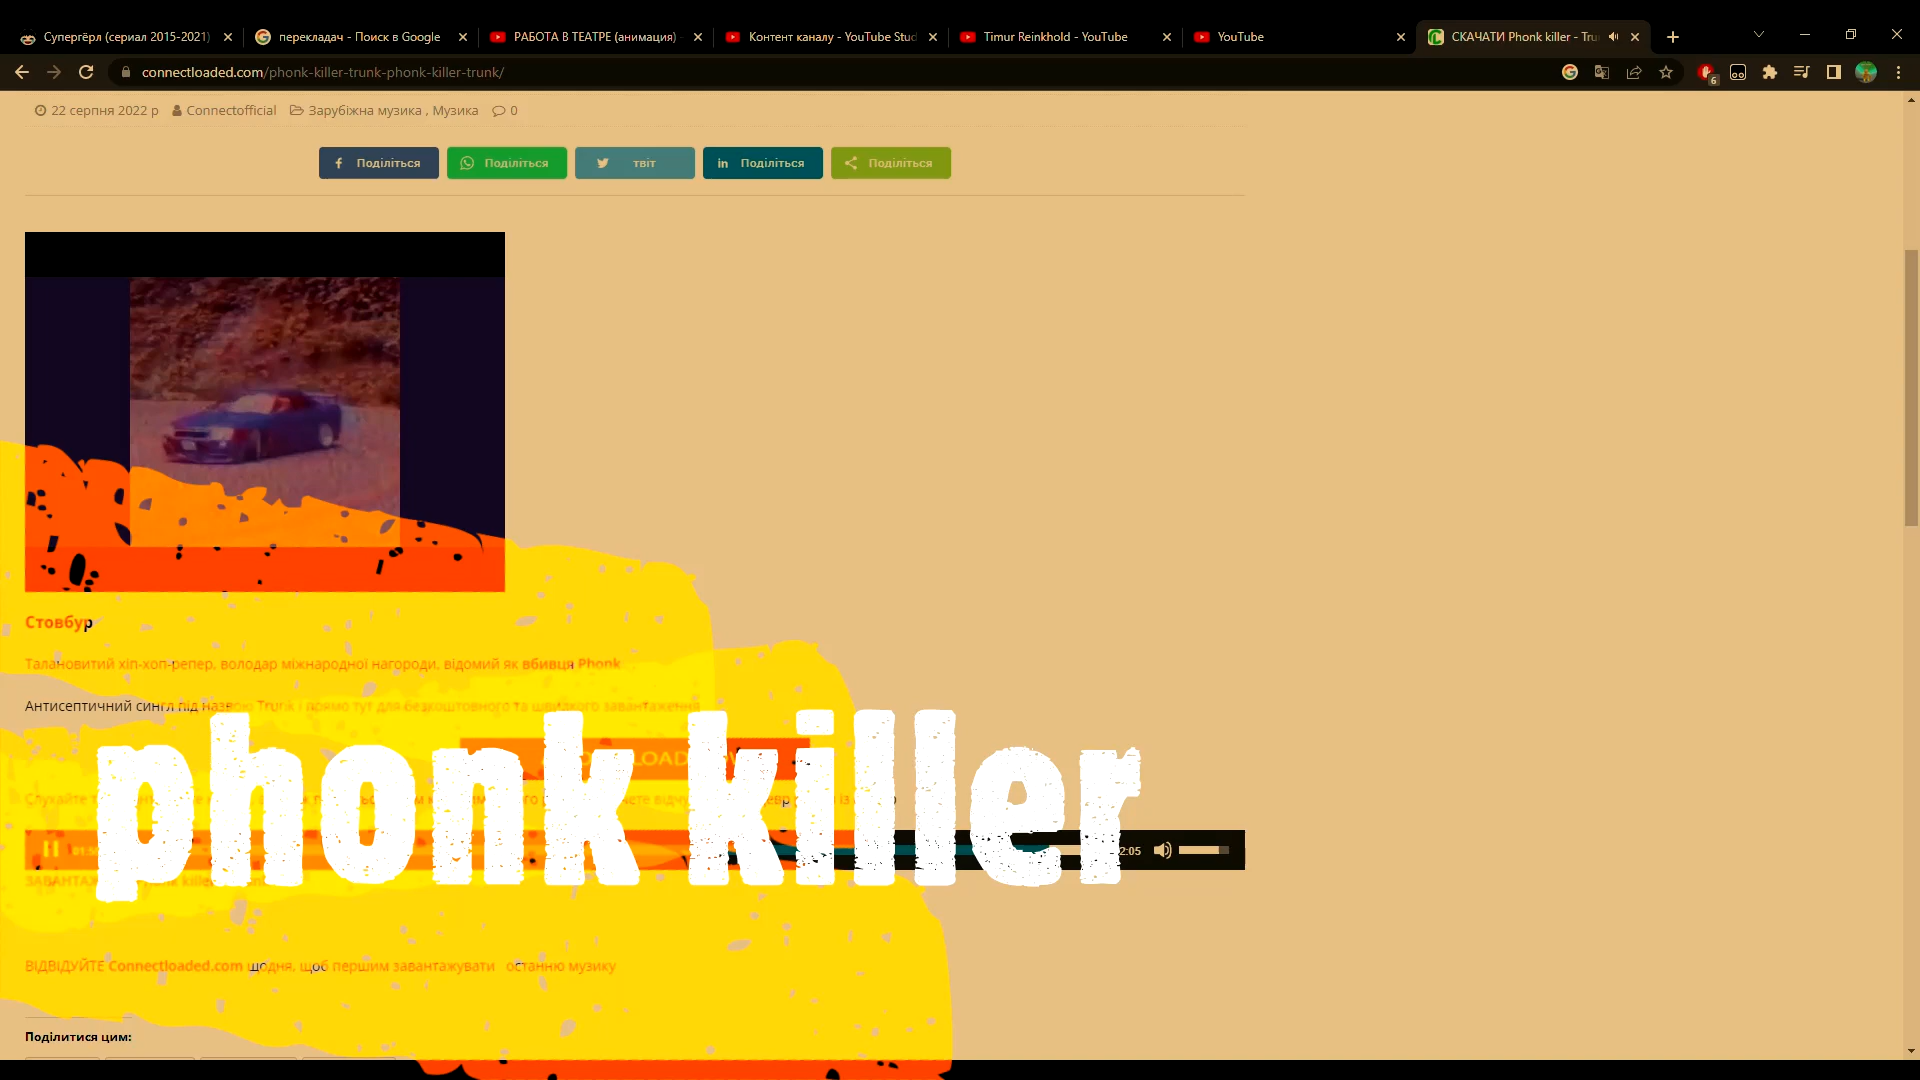 Супергёрл (сериал 2015-2021)
перекладач - Поиск в Google
РАБОТА В ТЕАТРЕ (анимация) -
Контент каналу - YouTube Stud
Timur Reinkhold - YouTube
YouTube
СКАЧАТИ Phonk killer - Tru
connectloaded.com/phonk-killer-trunk-phonk-killer-trunk/
6
22 серпня 2022 р Connectofficial Зарубіжна музика , Музика 0
Поділіться Поділіться твіт Поділіться Поділіться
Стовбур
Талановитий хіп-хоп-репер, володар міжнародної нагороди, відомий як вбивця Phonk
Антисептичний сингл під назвою Trunk і прямо тут для безкоштовного та швидкого завантаження
phonk killer
2:05
ВІДВІДУЙТЕ Connectloaded.com щодня, щоб першим завантажувати останню музику
Поділитися цим: